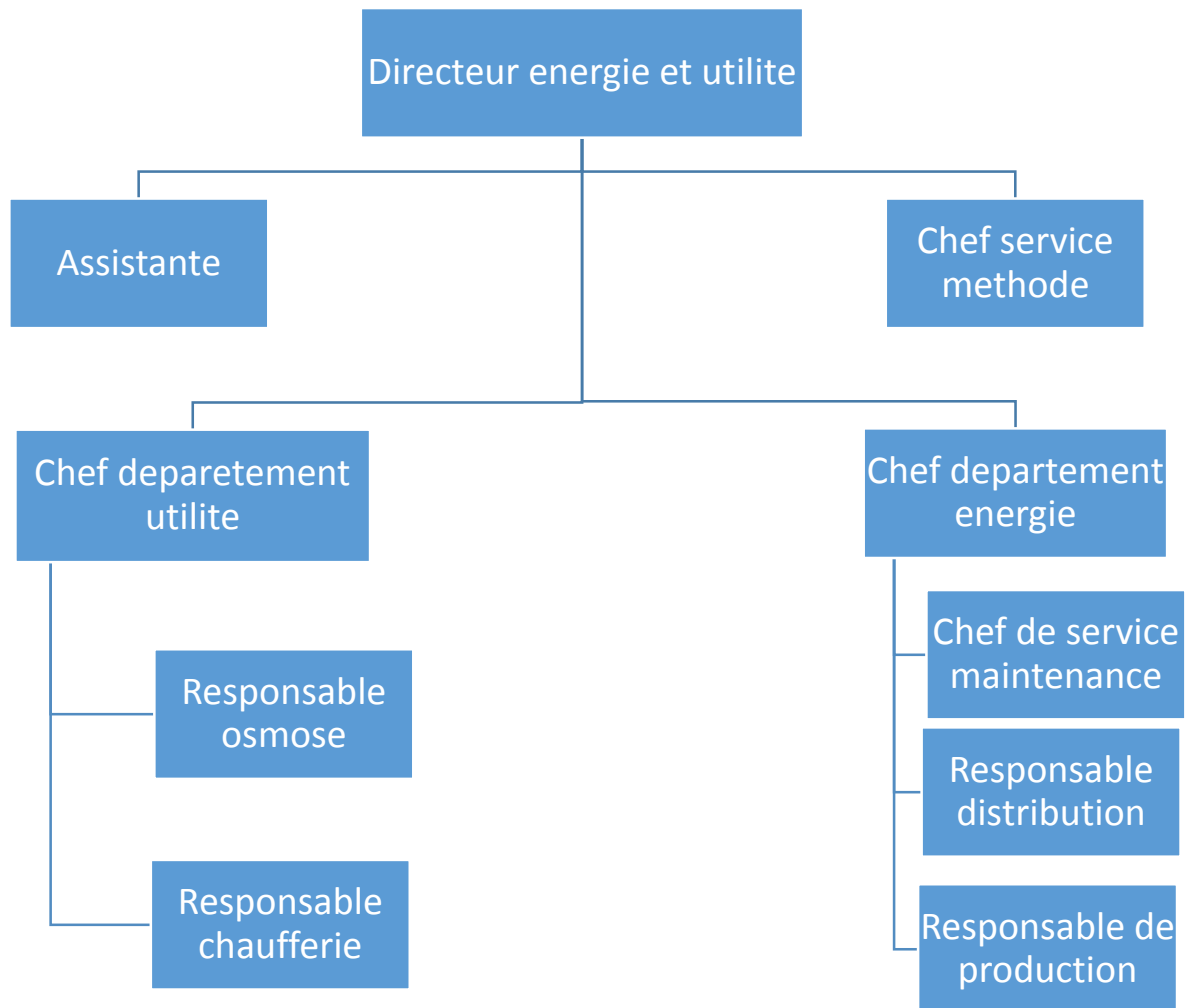 Directeur energie et utilite
Assistante
Chef service
methode
Chef deparetement
utilite
Chef departement
energie
Responsable
osmose
Responsable
chaufferie
Chef de service
maintenance
Responsable
distribution
Responsable de
production